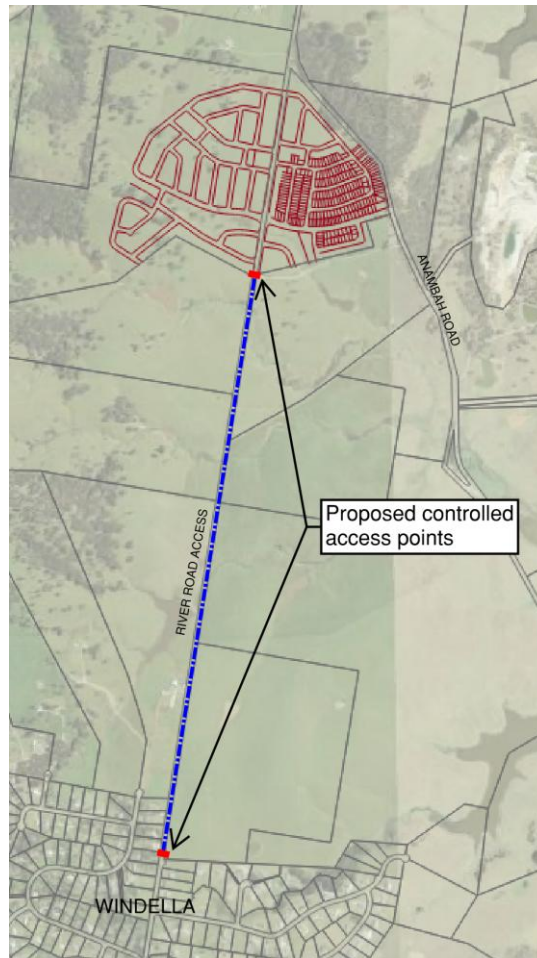 ANAMBAH ROAD
Proposed controlled
access points
RIVER ROAD ACCESS
WINDELLA